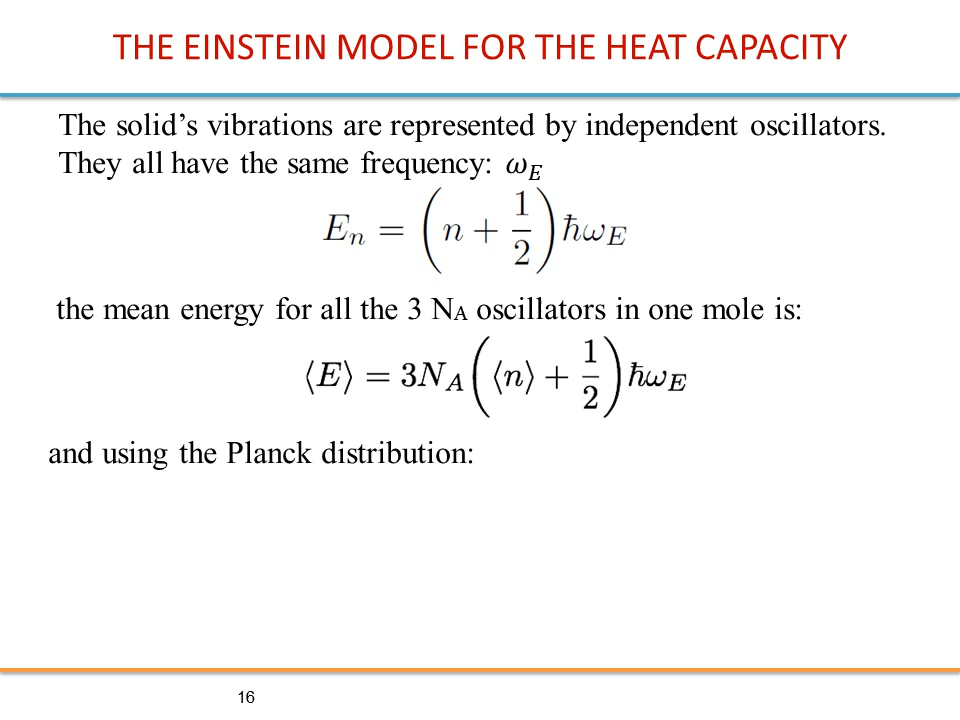 THE EINSTEIN MODEL FOR THE HEAT CAPACITY
The solid’s vibrations are represented by independent oscillators.
They all have the same frequency: ω_E
E_n = (n + 1/2) ħω_E
the mean energy for all the 3 N_A oscillators in one mole is:
⟨E⟩ = 3N_A (⟨n⟩ + 1/2) ħω_E
and using the Planck distribution:
16